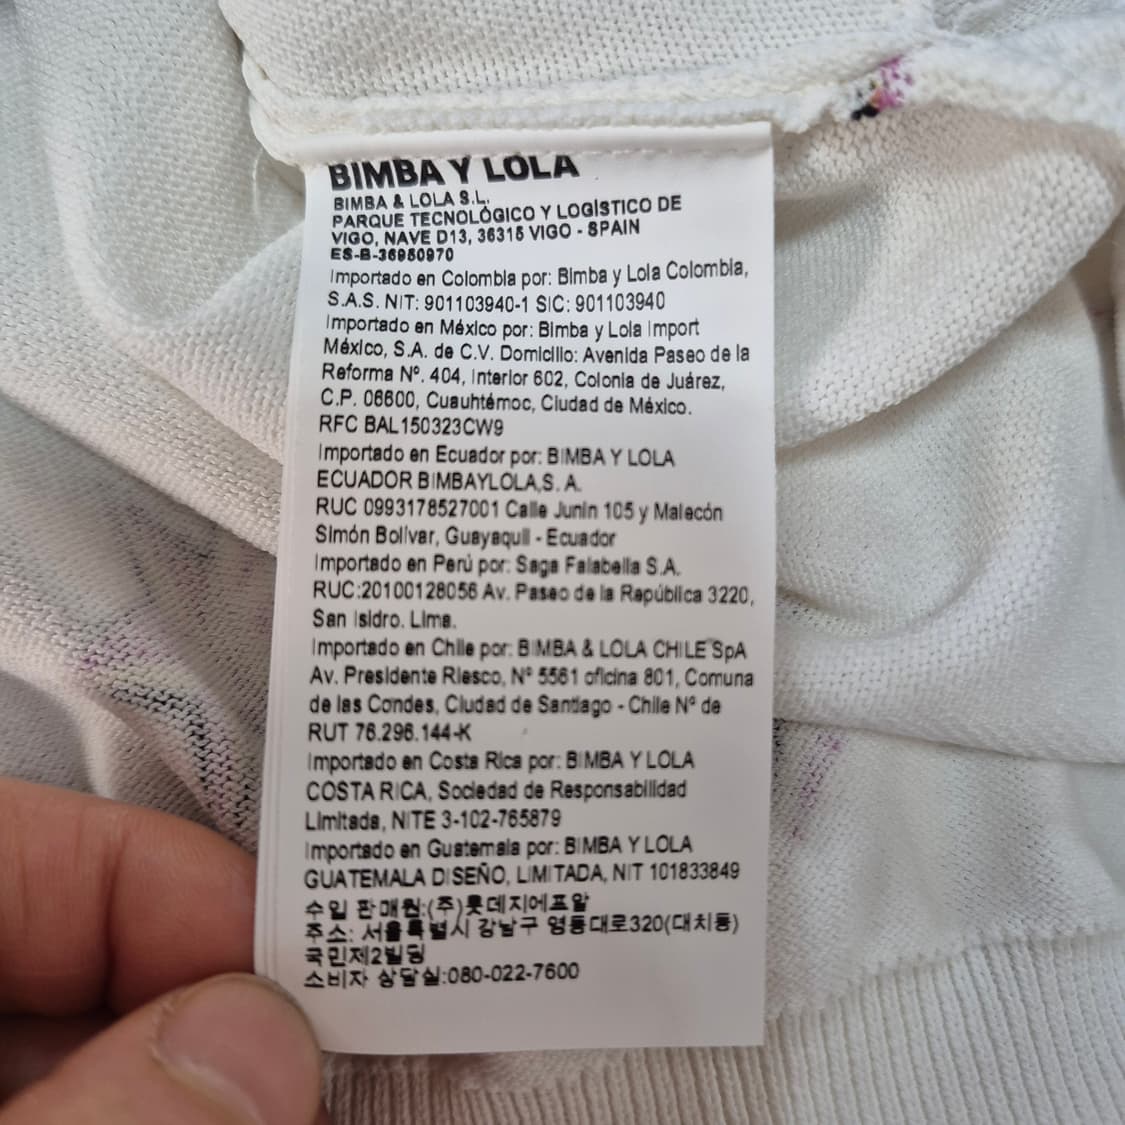 BIMBA Y LOLA
BIMBA & LOLA S.L.
PARQUE TECNOLÓGICO Y LOGÍSTICO DE
VIGO, NAVE D13, 36315 VIGO - SPAIN
ES-B-36950970
Importado en Colombia por: Bimba y Lola Colombia,
S.A.S. NIT: 901103940-1 SIC: 901103940
Importado en México por: Bimba y Lola Import
México, S.A. de C.V. Domicilio: Avenida Paseo de la
Reforma Nº. 404, Interior 602, Colonia de Juárez,
C.P. 06600, Cuauhtémoc, Ciudad de México.
RFC BAL150323CW9
Importado en Ecuador por: BIMBA Y LOLA
ECUADOR BIMBAYLOLA,S. A.
RUC 0993178527001 Calle Junín 105 y Malecón
Simón Bolívar, Guayaquil - Ecuador
Importado en Perú por: Saga Falabella S.A.
RUC:20100128056 Av. Paseo de la República 3220,
San Isidro. Lima.
Importado en Chile por: BIMBA & LOLA CHILE SpA
Av. Presidente Riesco, Nº 5561 oficina 801, Comuna
de las Condes, Ciudad de Santiago - Chile Nº de
RUT 76.296.144-K
Importado en Costa Rica por: BIMBA Y LOLA
COSTA RICA, Sociedad de Responsabilidad
Limitada, NITE 3-102-765879
Importado en Guatemala por: BIMBA Y LOLA
GUATEMALA DISEÑO, LIMITADA, NIT 101833849
수입 판매원:(주)롯데지에프알
주소: 서울특별시 강남구 영동대로320(대치동)
국민제2빌딩
소비자 상담실:080-022-7600